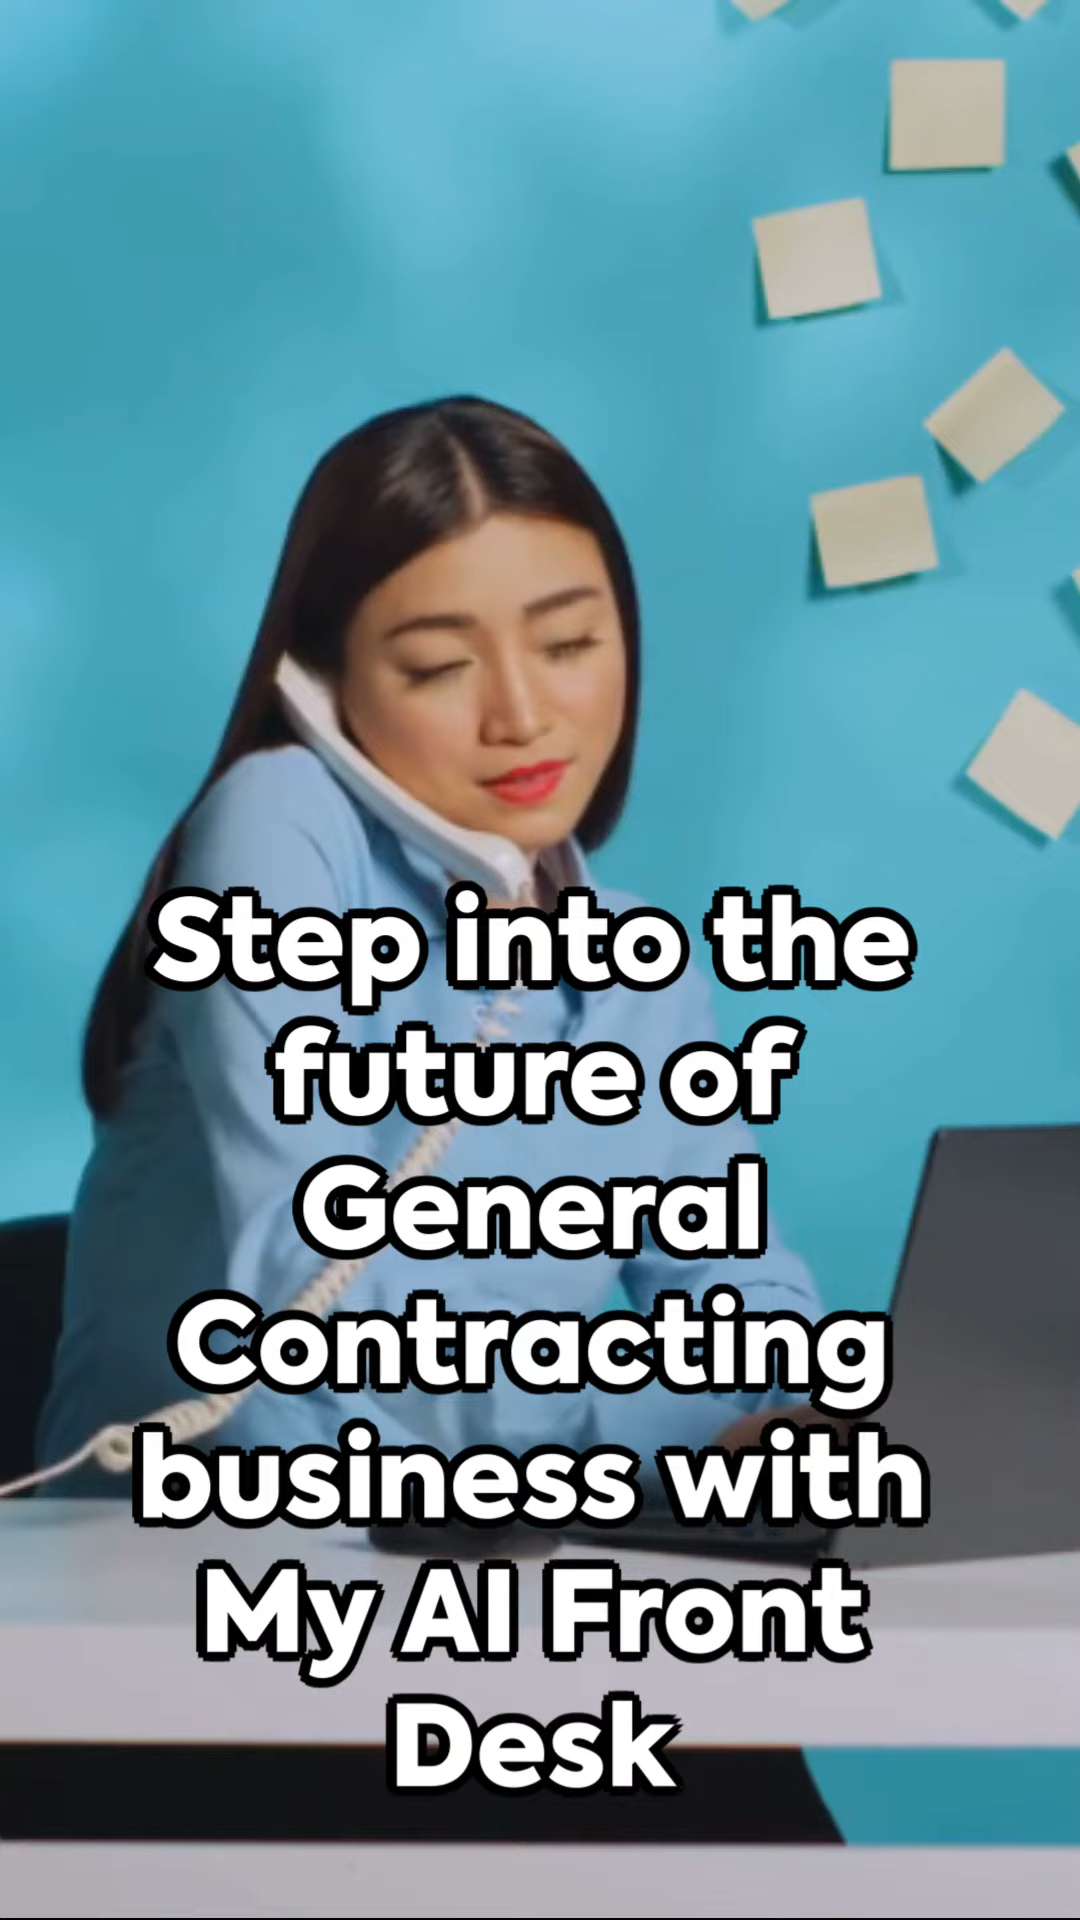 Step into the
future of
General
Contracting
business with
My AI Front
Desk